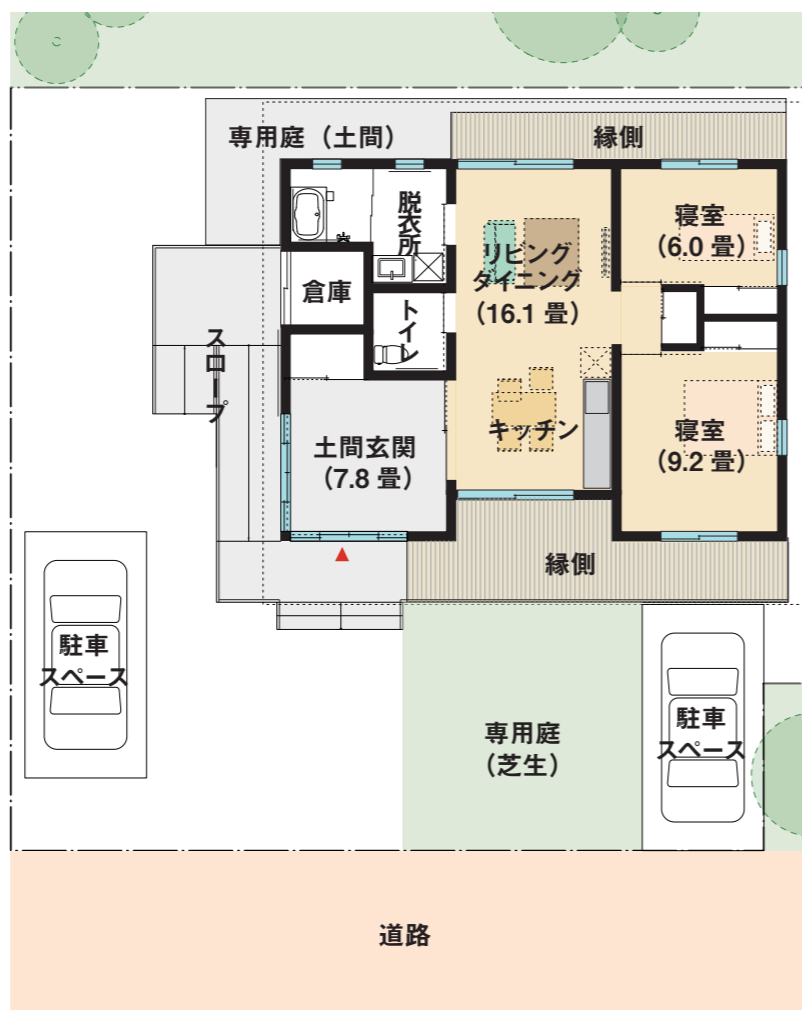 専用庭（土間）
縁側
脱衣所
寝室
（6.0 畳）
リビング
ダイニング
（16.1 畳）
倉庫
トイレ
スロープ
土間玄関
（7.8 畳）
キッチン
寝室
（9.2 畳）
縁側
駐車
スペース
専用庭
（芝生）
駐車
スペース
道路